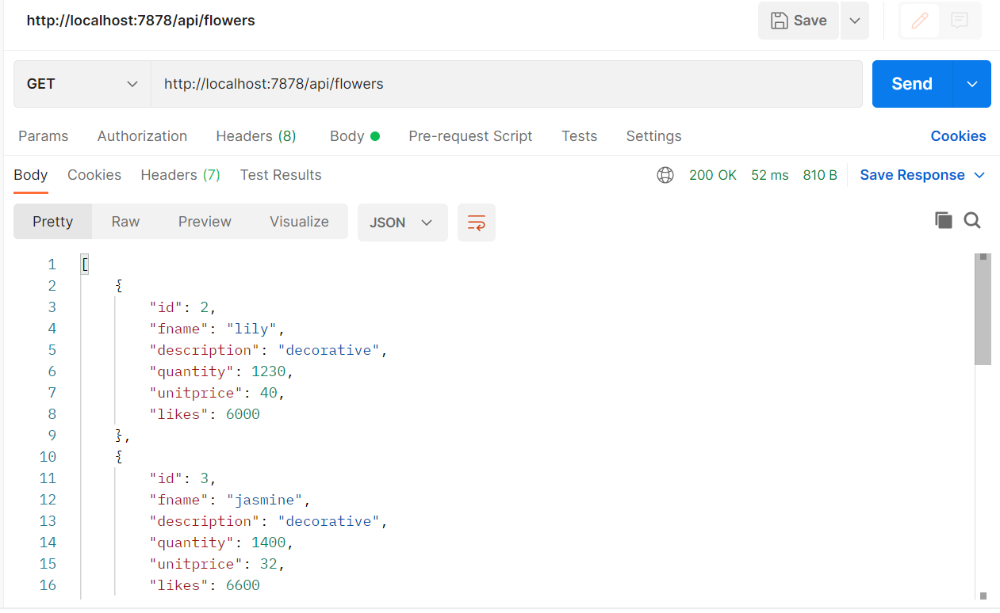 http://localhost:7878/api/flowers Save
GET http://localhost:7878/api/flowers Send
Params Authorization Headers (8) Body Pre-request Script Tests Settings Cookies
Body Cookies Headers (7) Test Results 200 OK 52 ms 810 B Save Response
Pretty Raw Preview Visualize JSON
1 [
2 {
3 "id": 2,
4 "fname": "lily",
5 "description": "decorative",
6 "quantity": 1230,
7 "unitprice": 40,
8 "likes": 6000
9 },
10 {
11 "id": 3,
12 "fname": "jasmine",
13 "description": "decorative",
14 "quantity": 1400,
15 "unitprice": 32,
16 "likes": 6600